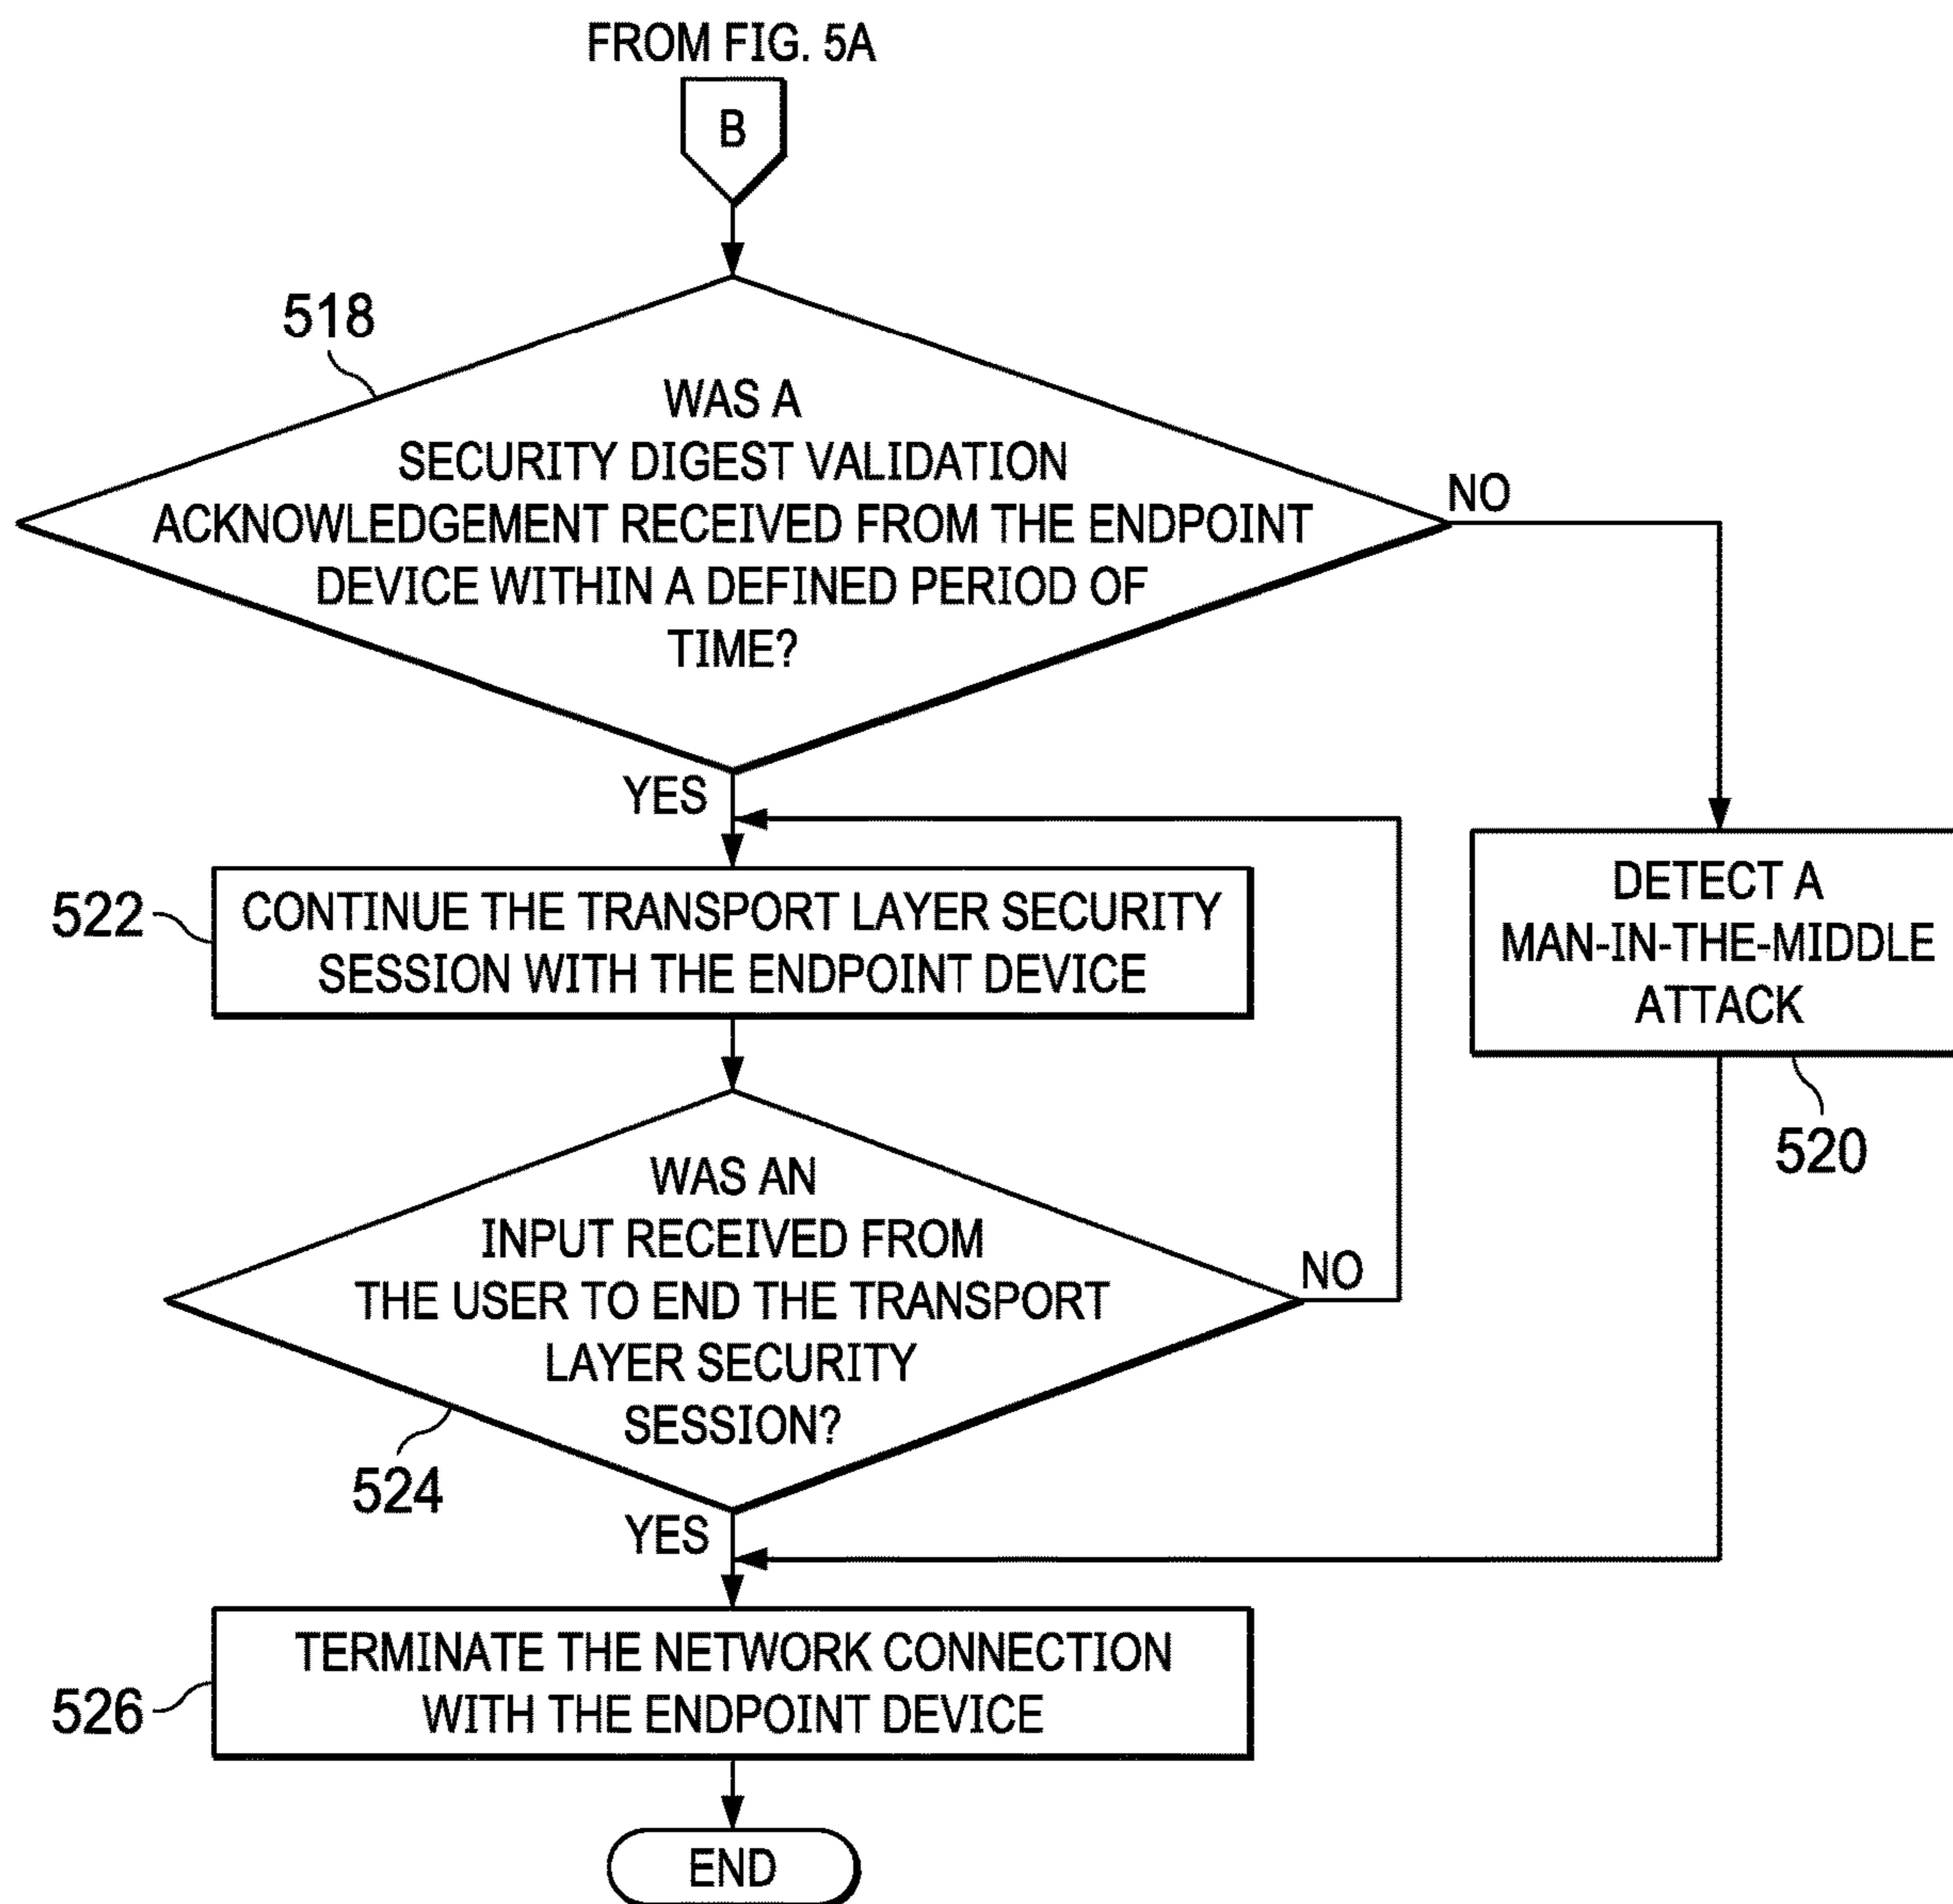 FROM FIG. 5A
B
518
WAS A
SECURITY DIGEST VALIDATION
ACKNOWLEDGEMENT RECEIVED FROM THE ENDPOINT
DEVICE WITHIN A DEFINED PERIOD OF
TIME?
NO
YES
522
CONTINUE THE TRANSPORT LAYER SECURITY
SESSION WITH THE ENDPOINT DEVICE
DETECT A
MAN-IN-THE-MIDDLE
ATTACK
520
WAS AN
INPUT RECEIVED FROM
THE USER TO END THE TRANSPORT
LAYER SECURITY
SESSION?
NO
524
YES
526
TERMINATE THE NETWORK CONNECTION
WITH THE ENDPOINT DEVICE
END